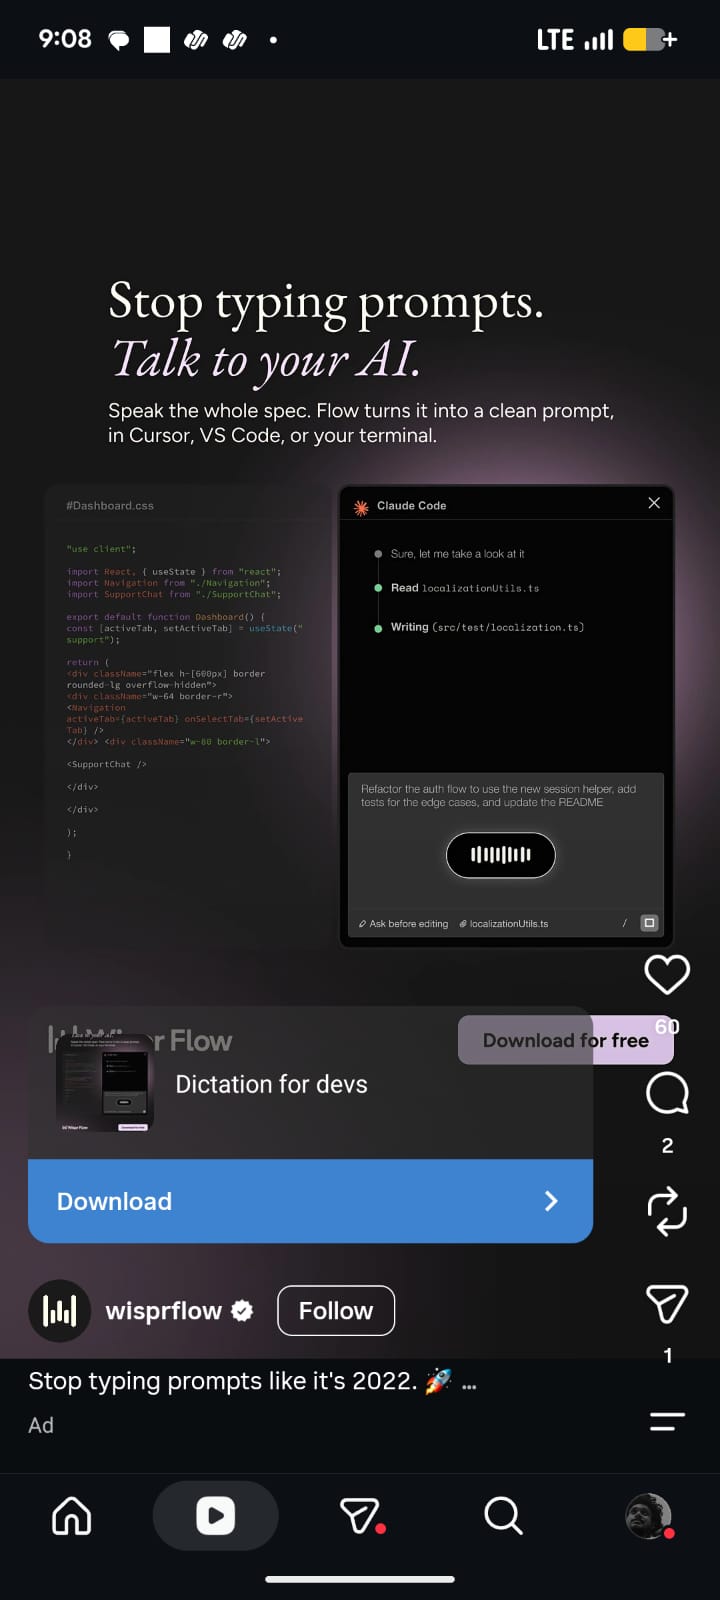 9:08
LTE
Stop typing prompts.
Talk to your AI.
Speak the whole spec. Flow turns it into a clean prompt,
in Cursor, VS Code, or your terminal.
#Dashboard.css
"use client";
import React, { useState } from "react";
import Navigation from "./Navigation";
import SupportChat from "./SupportChat";
export default function Dashboard() {
const [activeTab, setActiveTab] = useState("
support");
return (
<div className="flex h-[600px] border
rounded-lg overflow-hidden">
<div className="w-64 border-r">
<Navigation
activeTab={activeTab} onSelectTab={setActive
Tab} />
</div> <div className="w-80 border-l">
<SupportChat />
</div>
</div>
);
}
Claude Code
Sure, let me take a look at it
Read localizationUtils.ts
Writing (src/test/localization.ts)
Refactor the auth flow to use the new session helper, add
tests for the edge cases, and update the README
Ask before editing
localizationUtils.ts
/
r Flow
Download for free
60
Dictation for devs
2
Download
wisprflow
Follow
1
Stop typing prompts like it's 2022. 🚀 ...
Ad